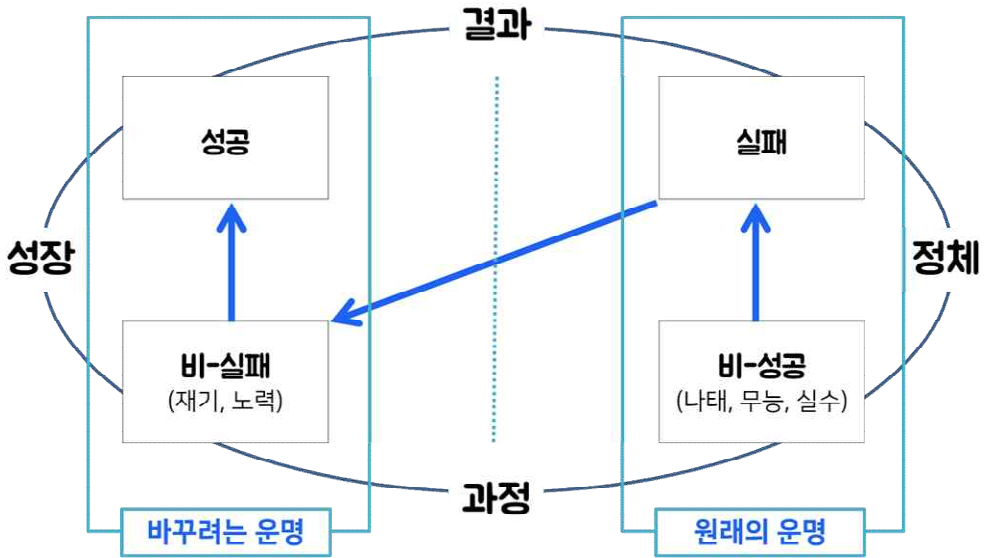 결과
성공
실패
성장
정체
비-실패
(재기, 노력)
비-성공
(나태, 무능, 실수)
과정
바꾸려는 운명
원래의 운명